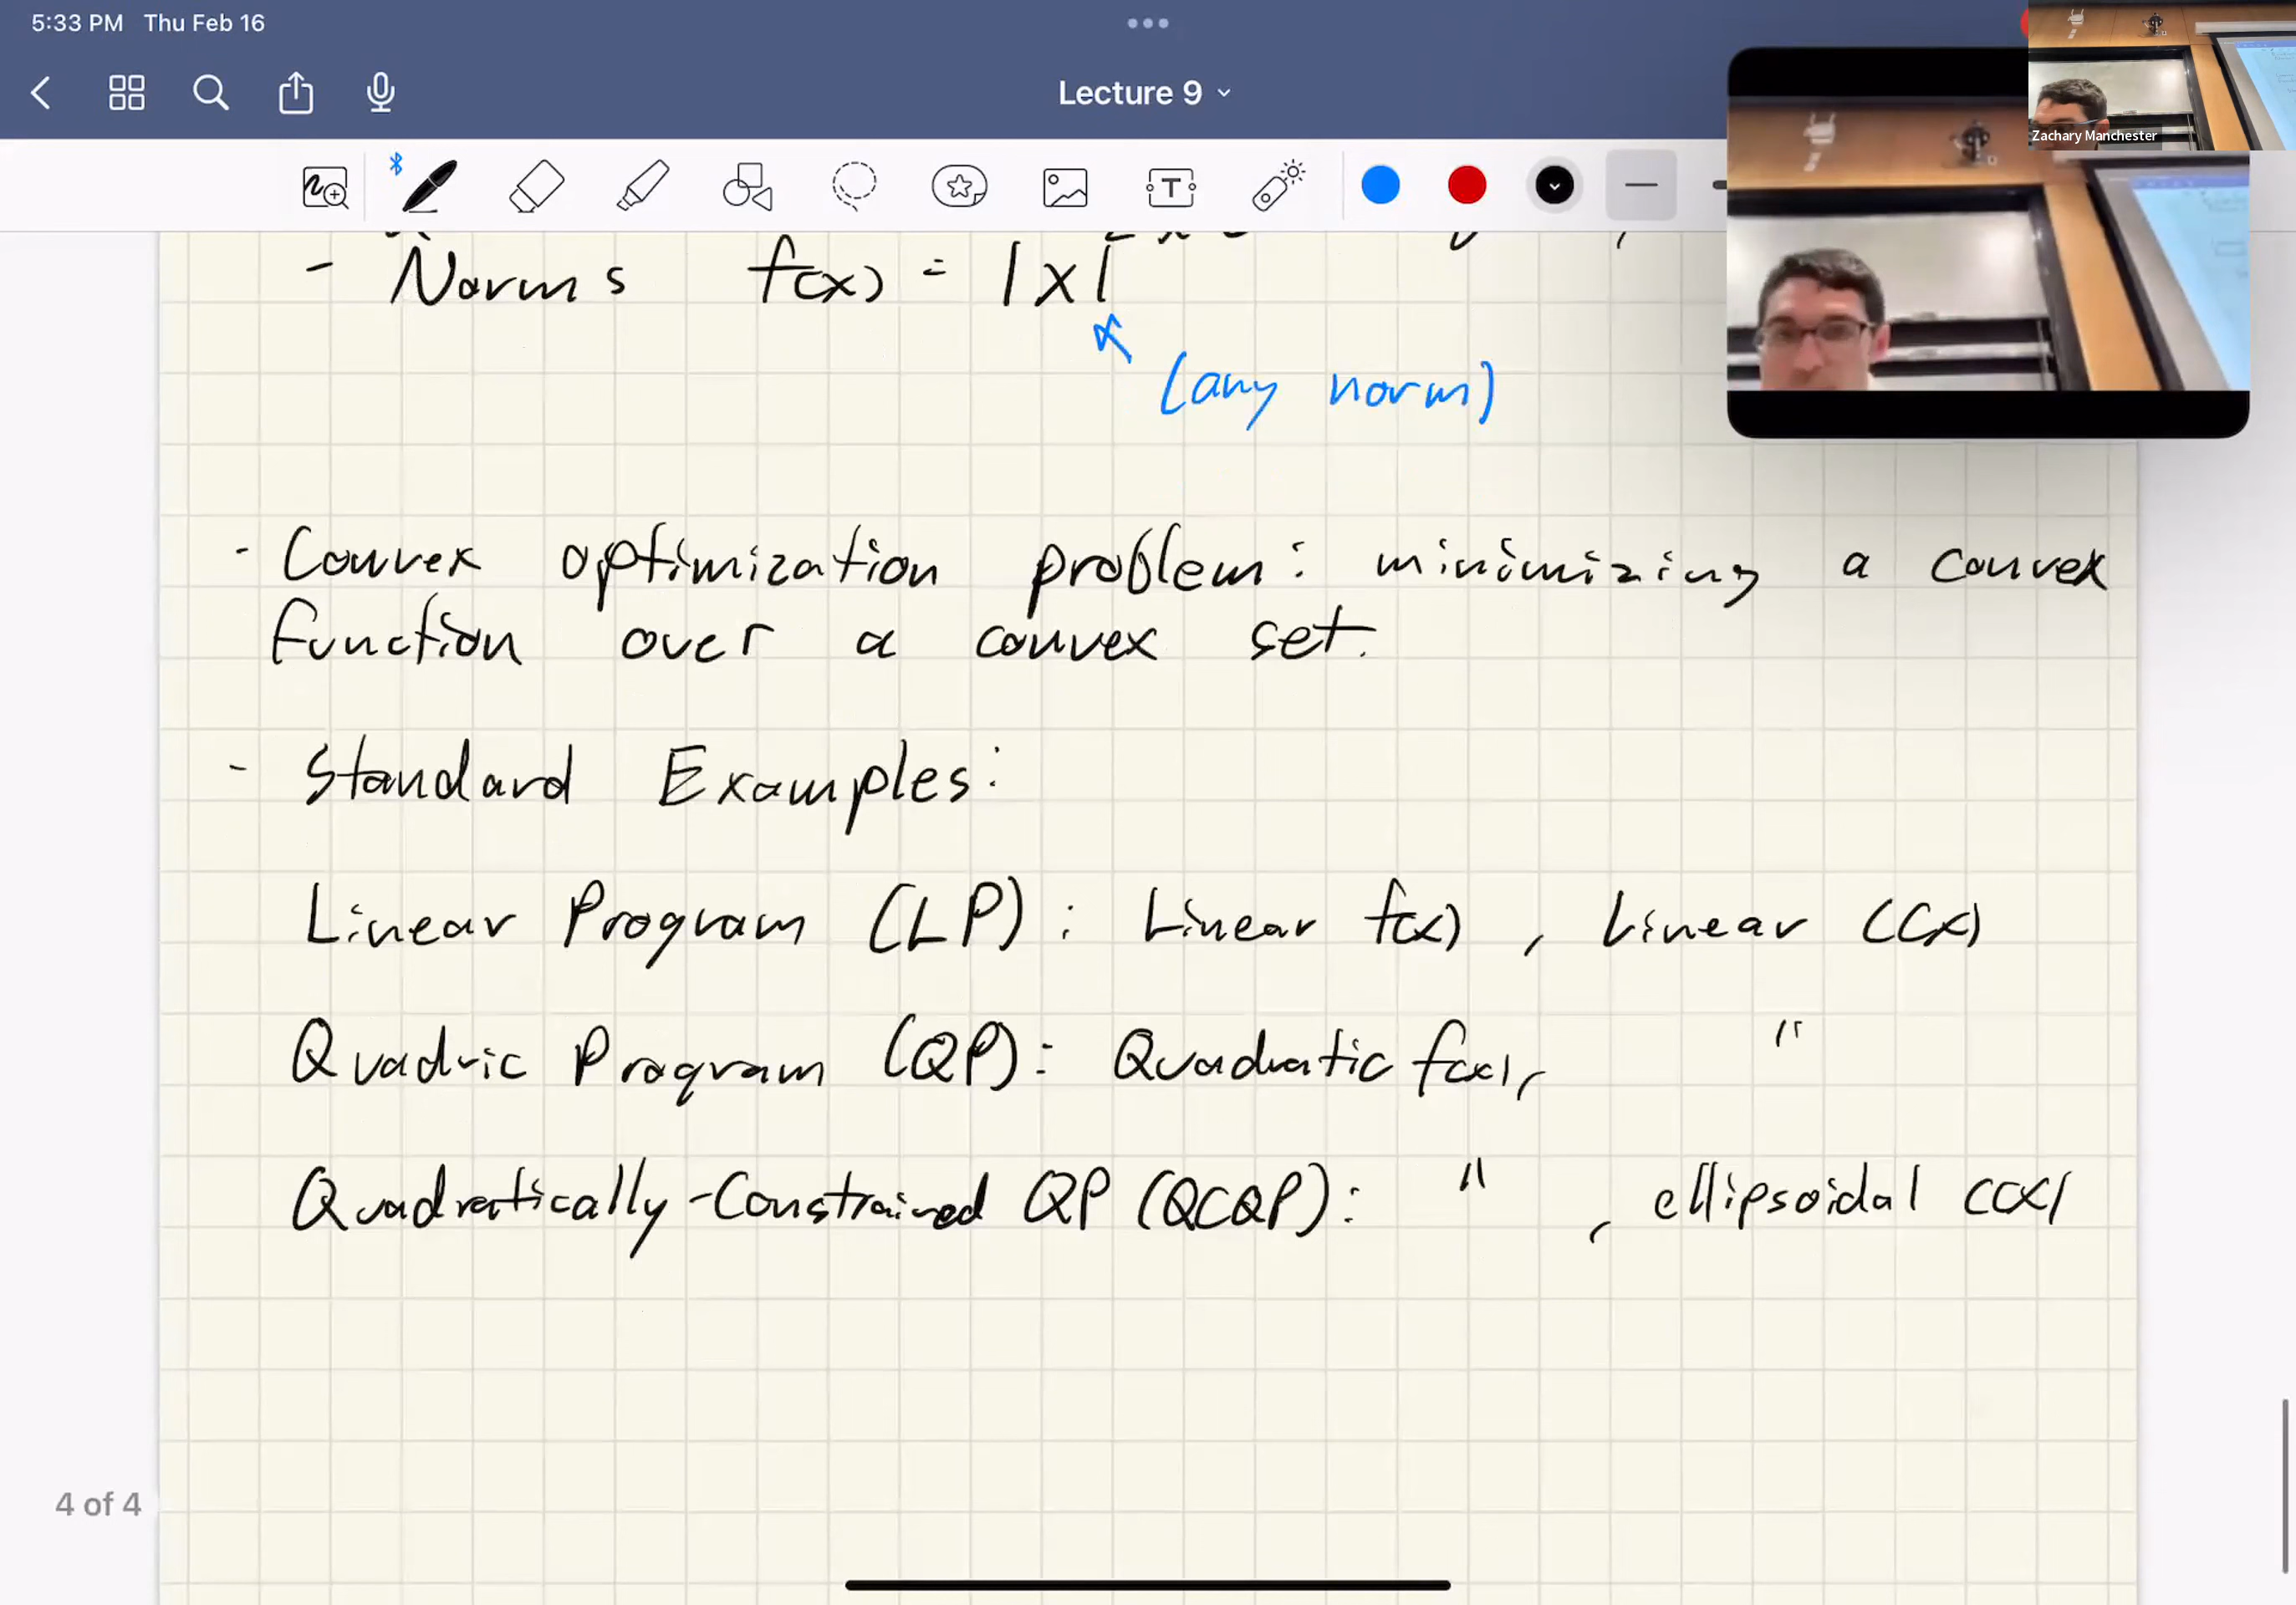 5:33 PM Thu Feb 16
Lecture 9
Zachary Manchester
T
- Norms f(x) = |x|
(any norm)
- Convex optimization problem: minimizing a convex
function over a convex set.
- Standard Examples:
Linear Program (LP): Linear f(x), Linear C(x)
Quadric Program (QP): Quadratic f(x), "
Quadratically-Constrained QP (QCQP): " , ellipsoidal C(x)
4 of 4